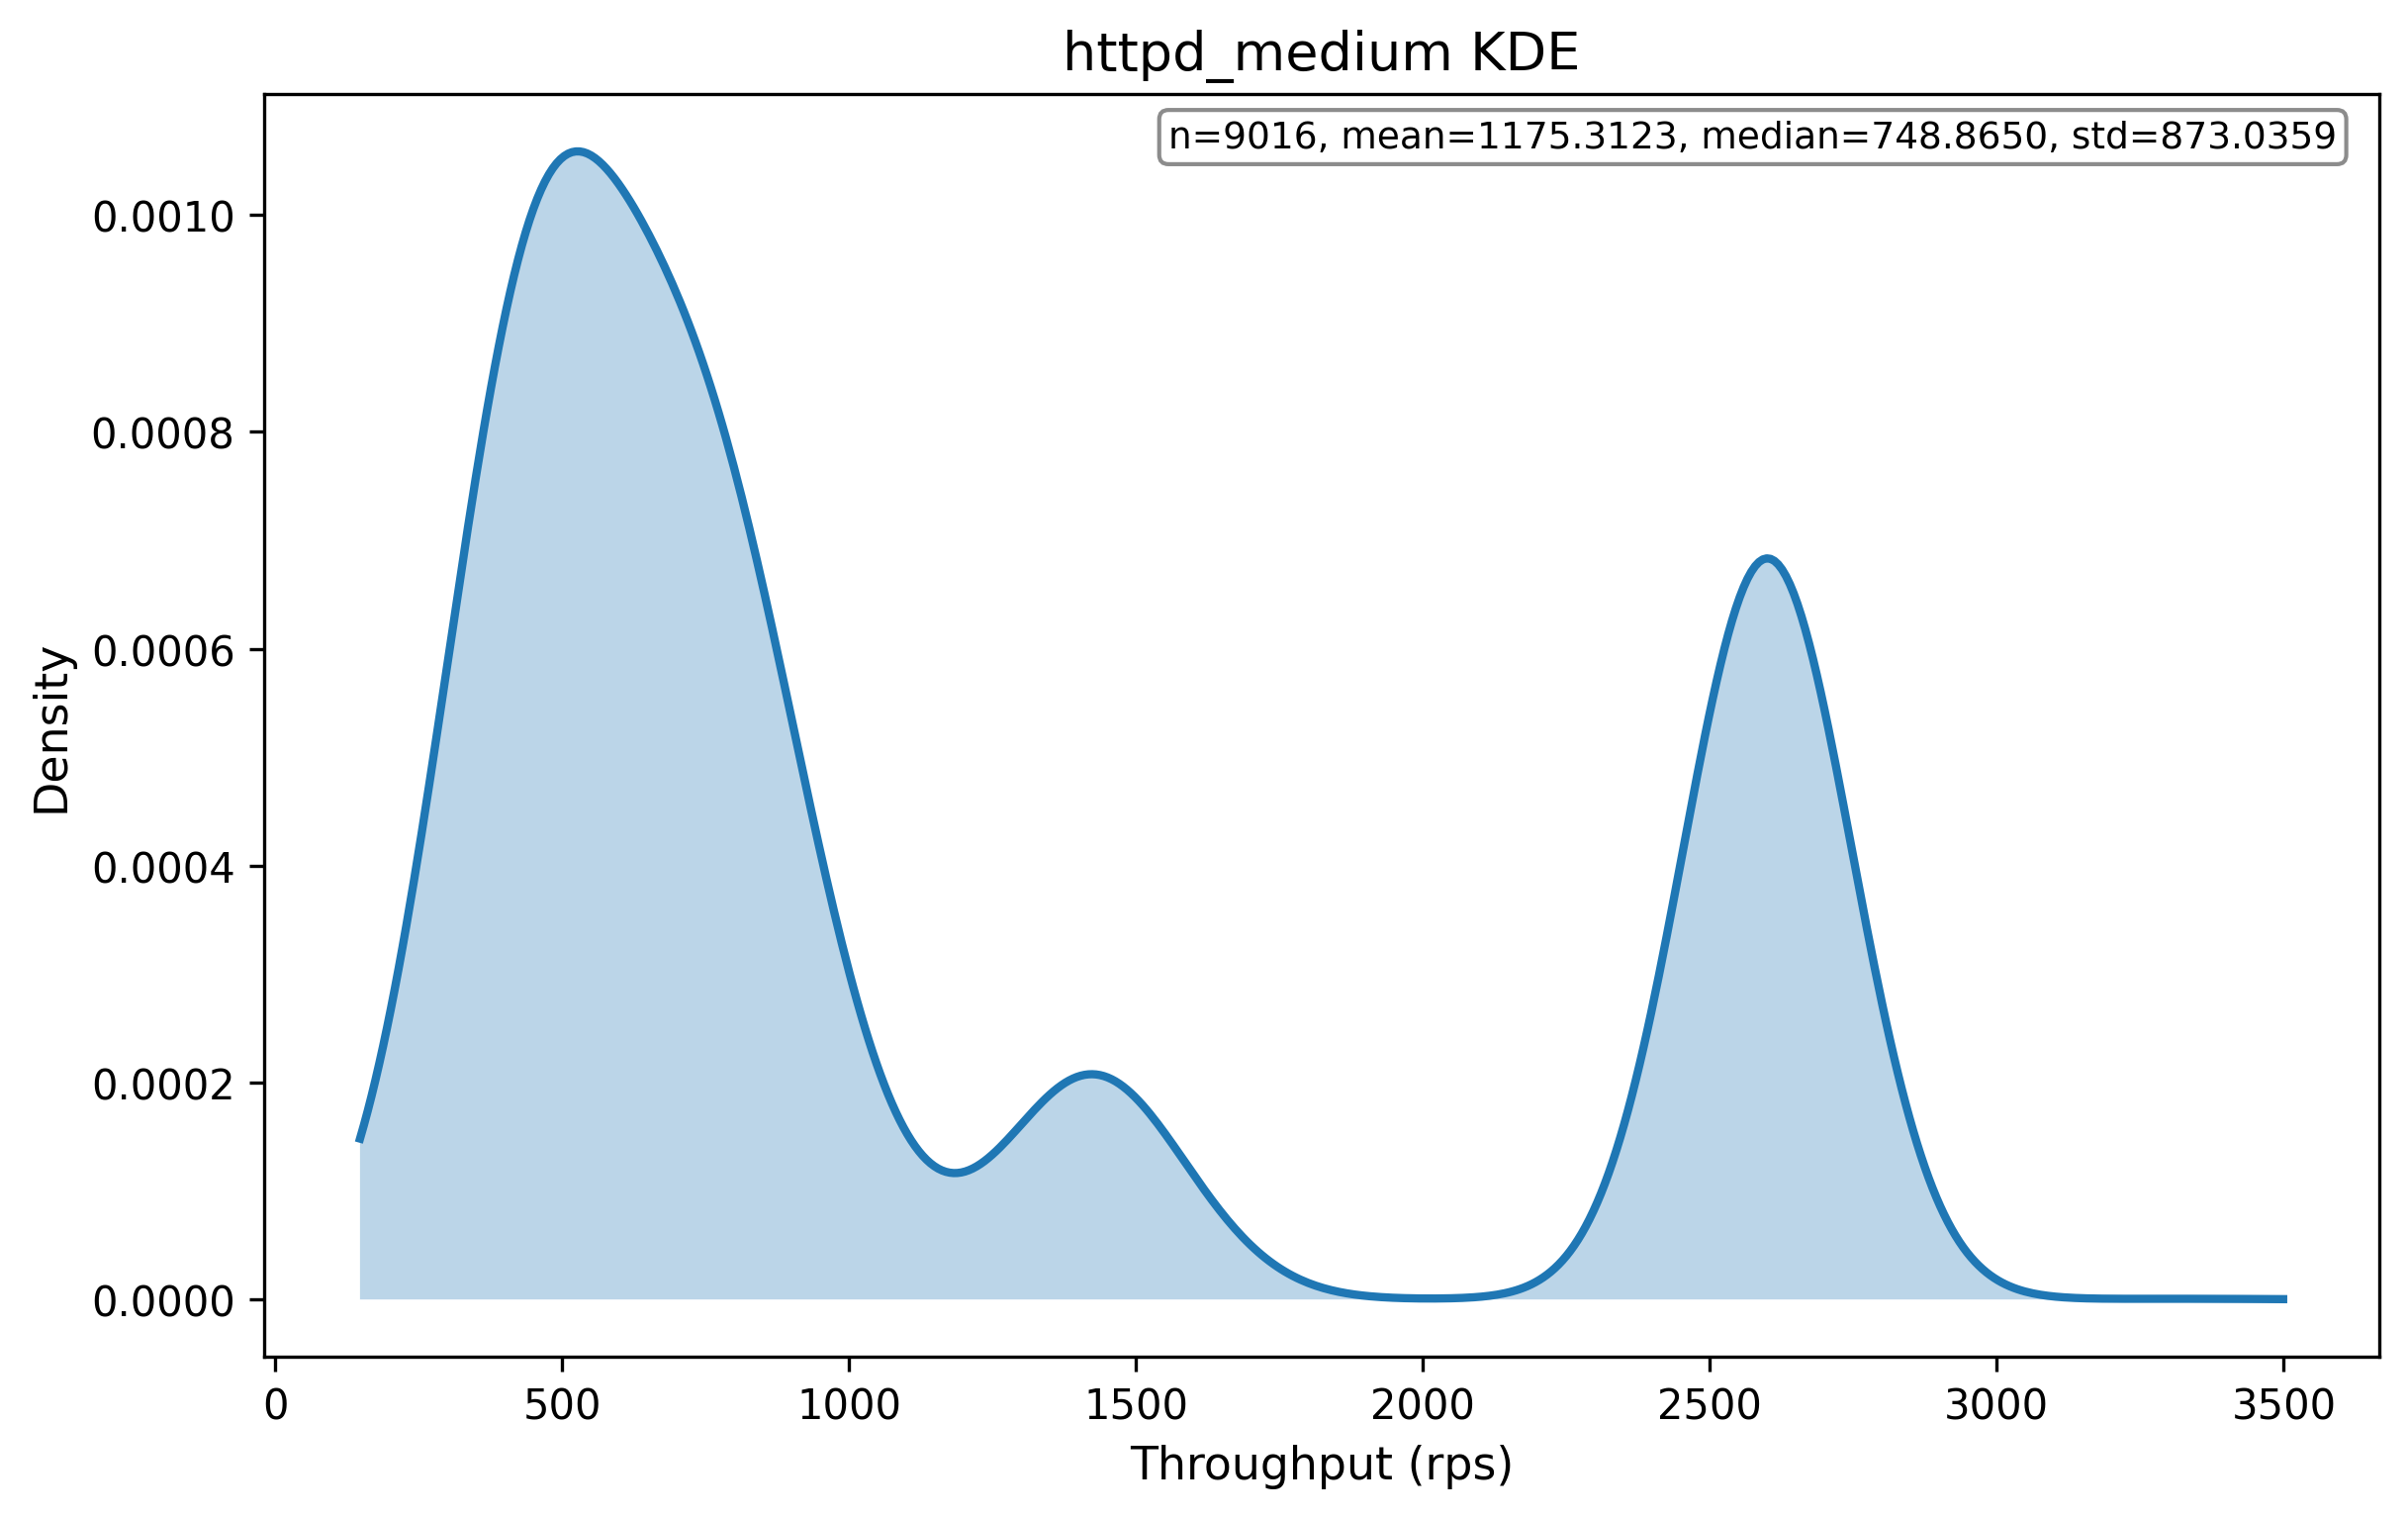 httpd_medium KDE
n=9016, mean=1175.3123, median=748.8650, std=873.0359
Density
0.0010
0.0008
0.0006
0.0004
0.0002
0.0000
0 500 1000 1500 2000 2500 3000 3500
Throughput (rps)